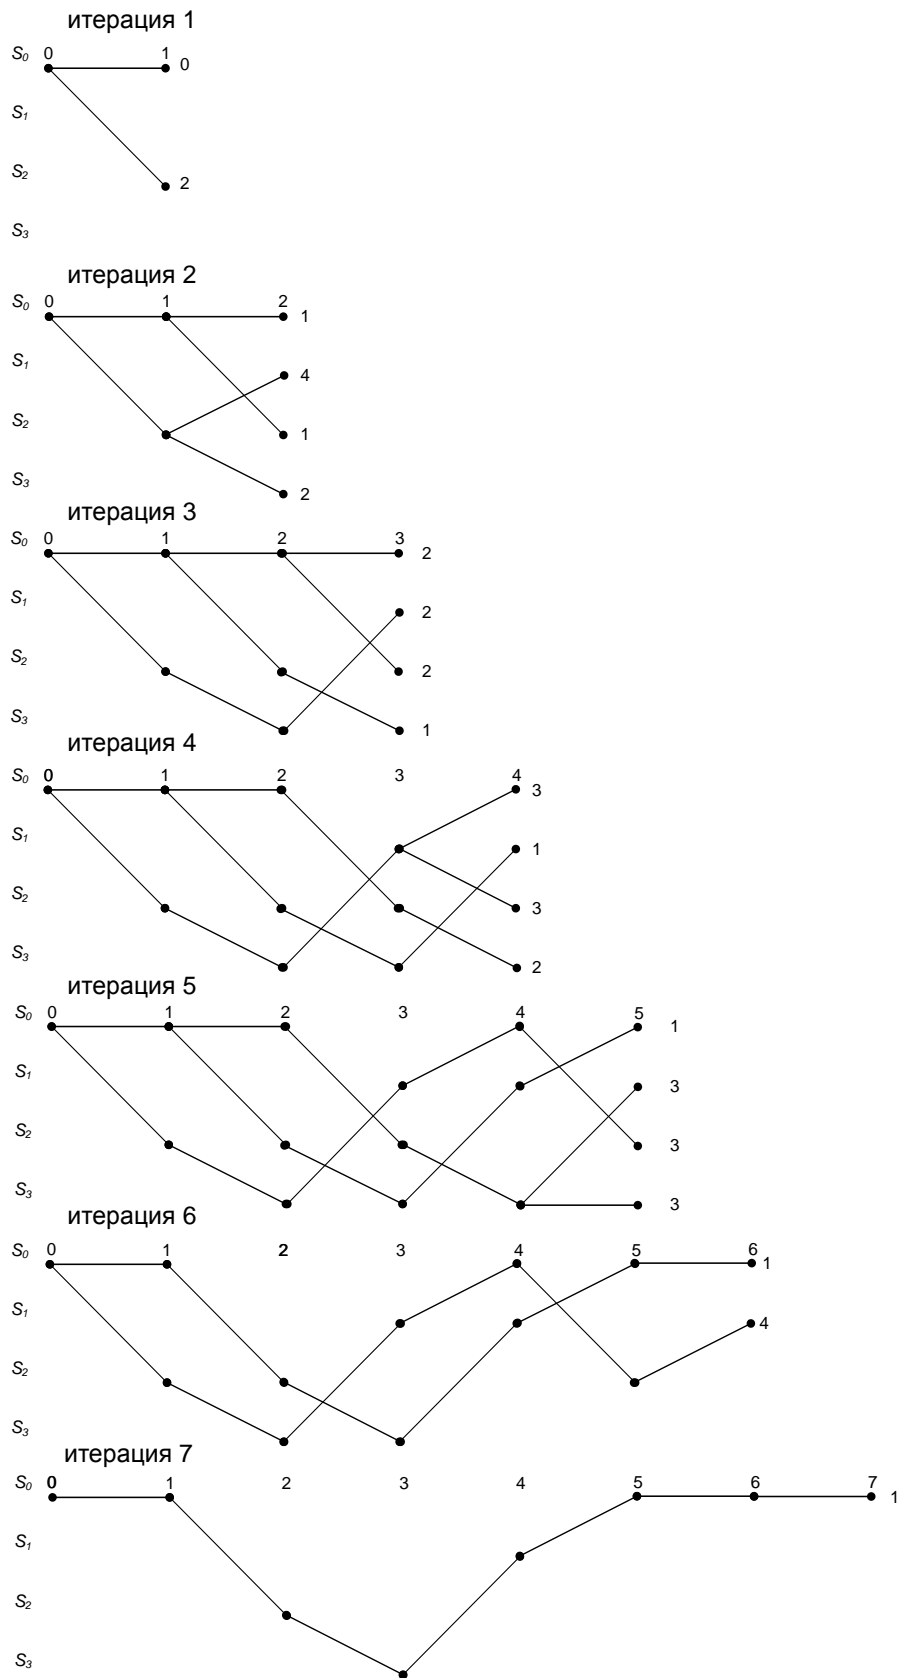 итерация 1
S₀ 0 1 0
S₁
S₂ 2
S₃
итерация 2
S₀ 0 1 2 1
S₁ 4
S₂ 1
S₃ 2
итерация 3
S₀ 0 1 2 3 2
S₁ 2
S₂ 2
S₃ 1
итерация 4
S₀ 0 1 2 3 4 3
S₁ 1
S₂ 3
S₃ 2
итерация 5
S₀ 0 1 2 3 4 5 1
S₁ 3
S₂ 3
S₃ 3
итерация 6
S₀ 0 1 2 3 4 5 6 1
S₁ 4
S₂
S₃
итерация 7
S₀ 0 1 2 3 4 5 6 7 1
S₁
S₂
S₃